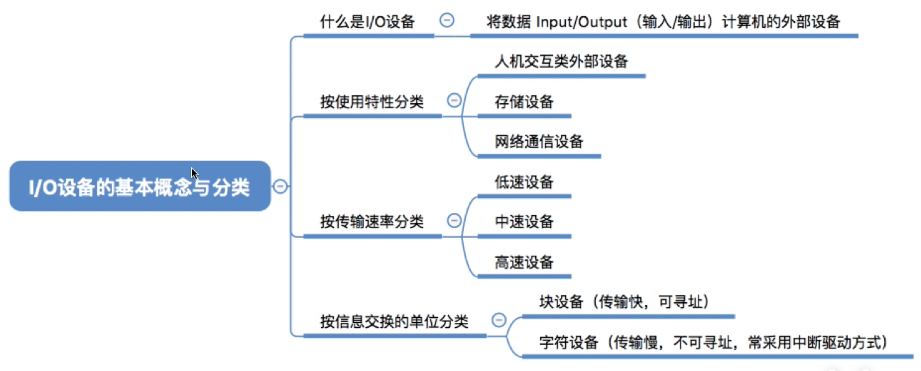 什么是I/O设备
将数据 Input/Output（输入/输出）计算机的外部设备
人机交互类外部设备
按使用特性分类
存储设备
网络通信设备
I/O设备的基本概念与分类
低速设备
按传输速率分类
中速设备
高速设备
块设备（传输快，可寻址）
按信息交换的单位分类
字符设备（传输慢，不可寻址，常采用中断驱动方式）